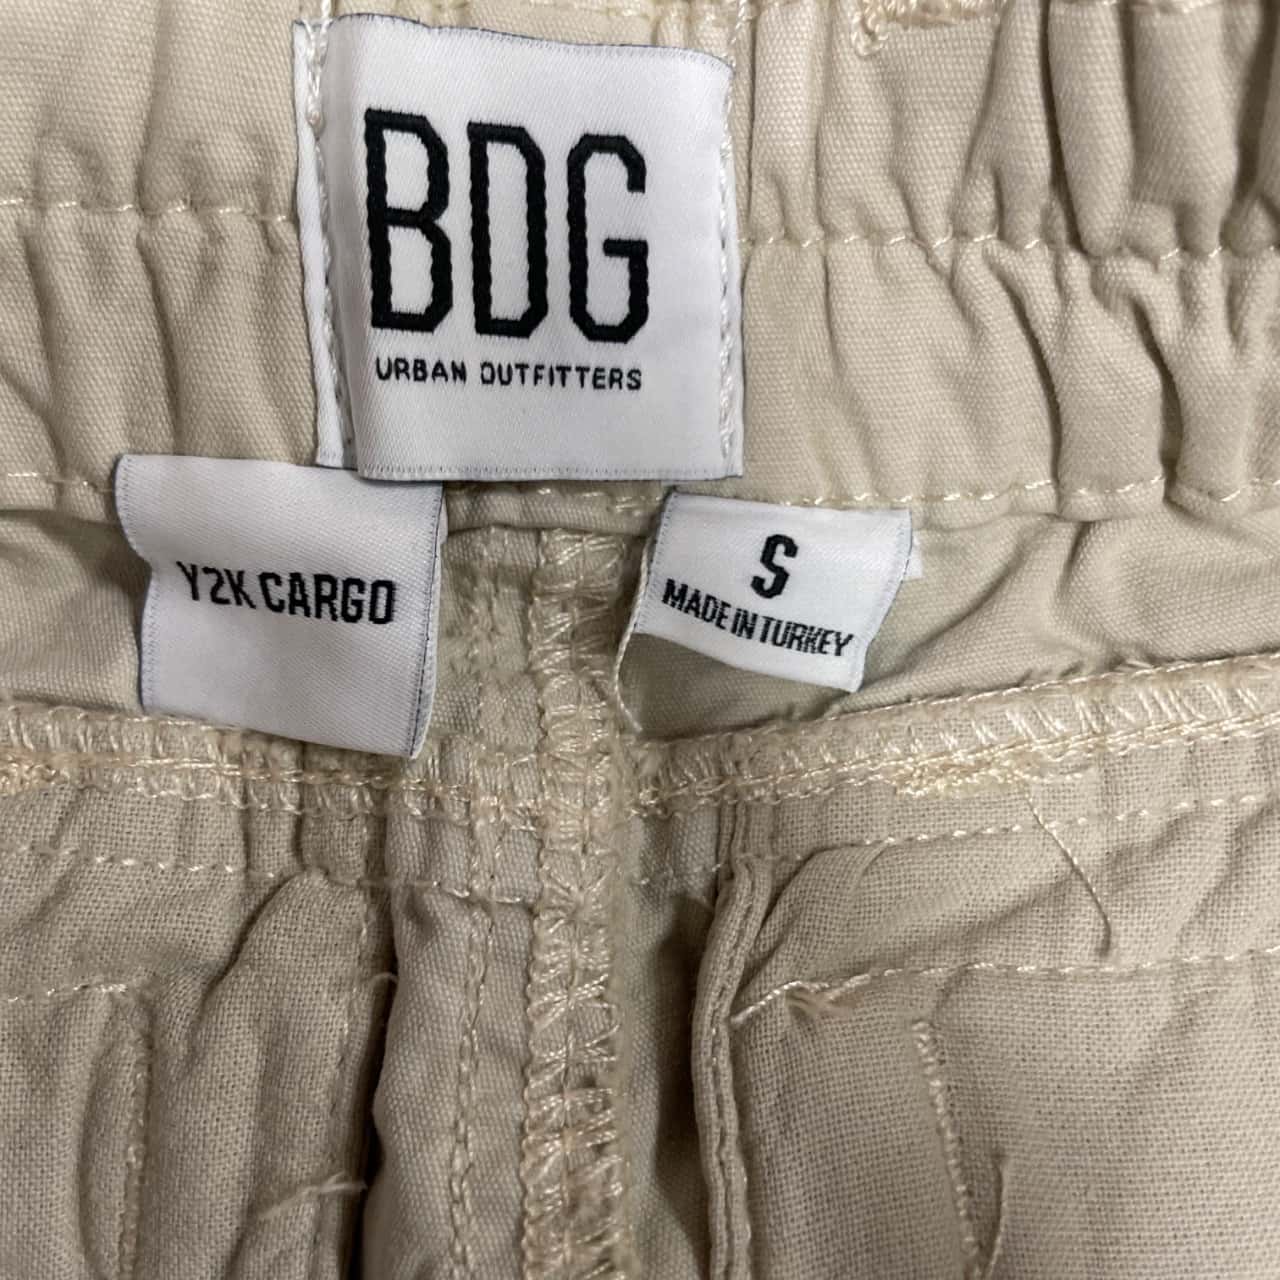 BDG
URBAN OUTFITTERS
Y2K CARGO
S
MADE IN TURKEY